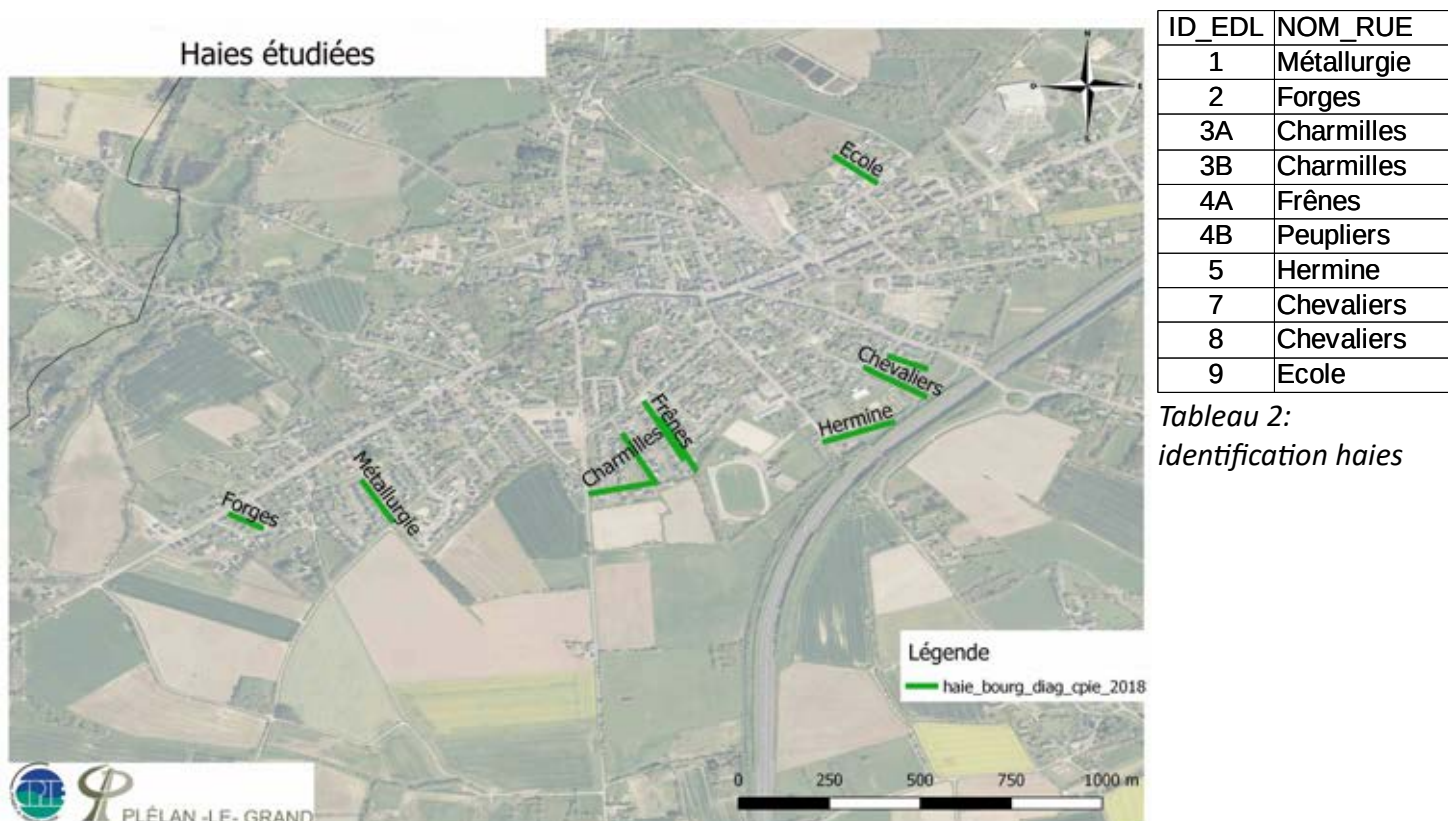 Haies étudiées
N
O
E
Ecole
Chevaliers
Hermine
Frênes
Charmilles
Métallurgie
Forges
Légende
haie_bourg_diag_cpie_2018
0 250 500 750 1000 m
CPIE
PLÉLAN -LE- GRAND
ID_EDL NOM_RUE
1 Métallurgie
2 Forges
3A Charmilles
3B Charmilles
4A Frênes
4B Peupliers
5 Hermine
7 Chevaliers
8 Chevaliers
9 Ecole
Tableau 2:
identification haies